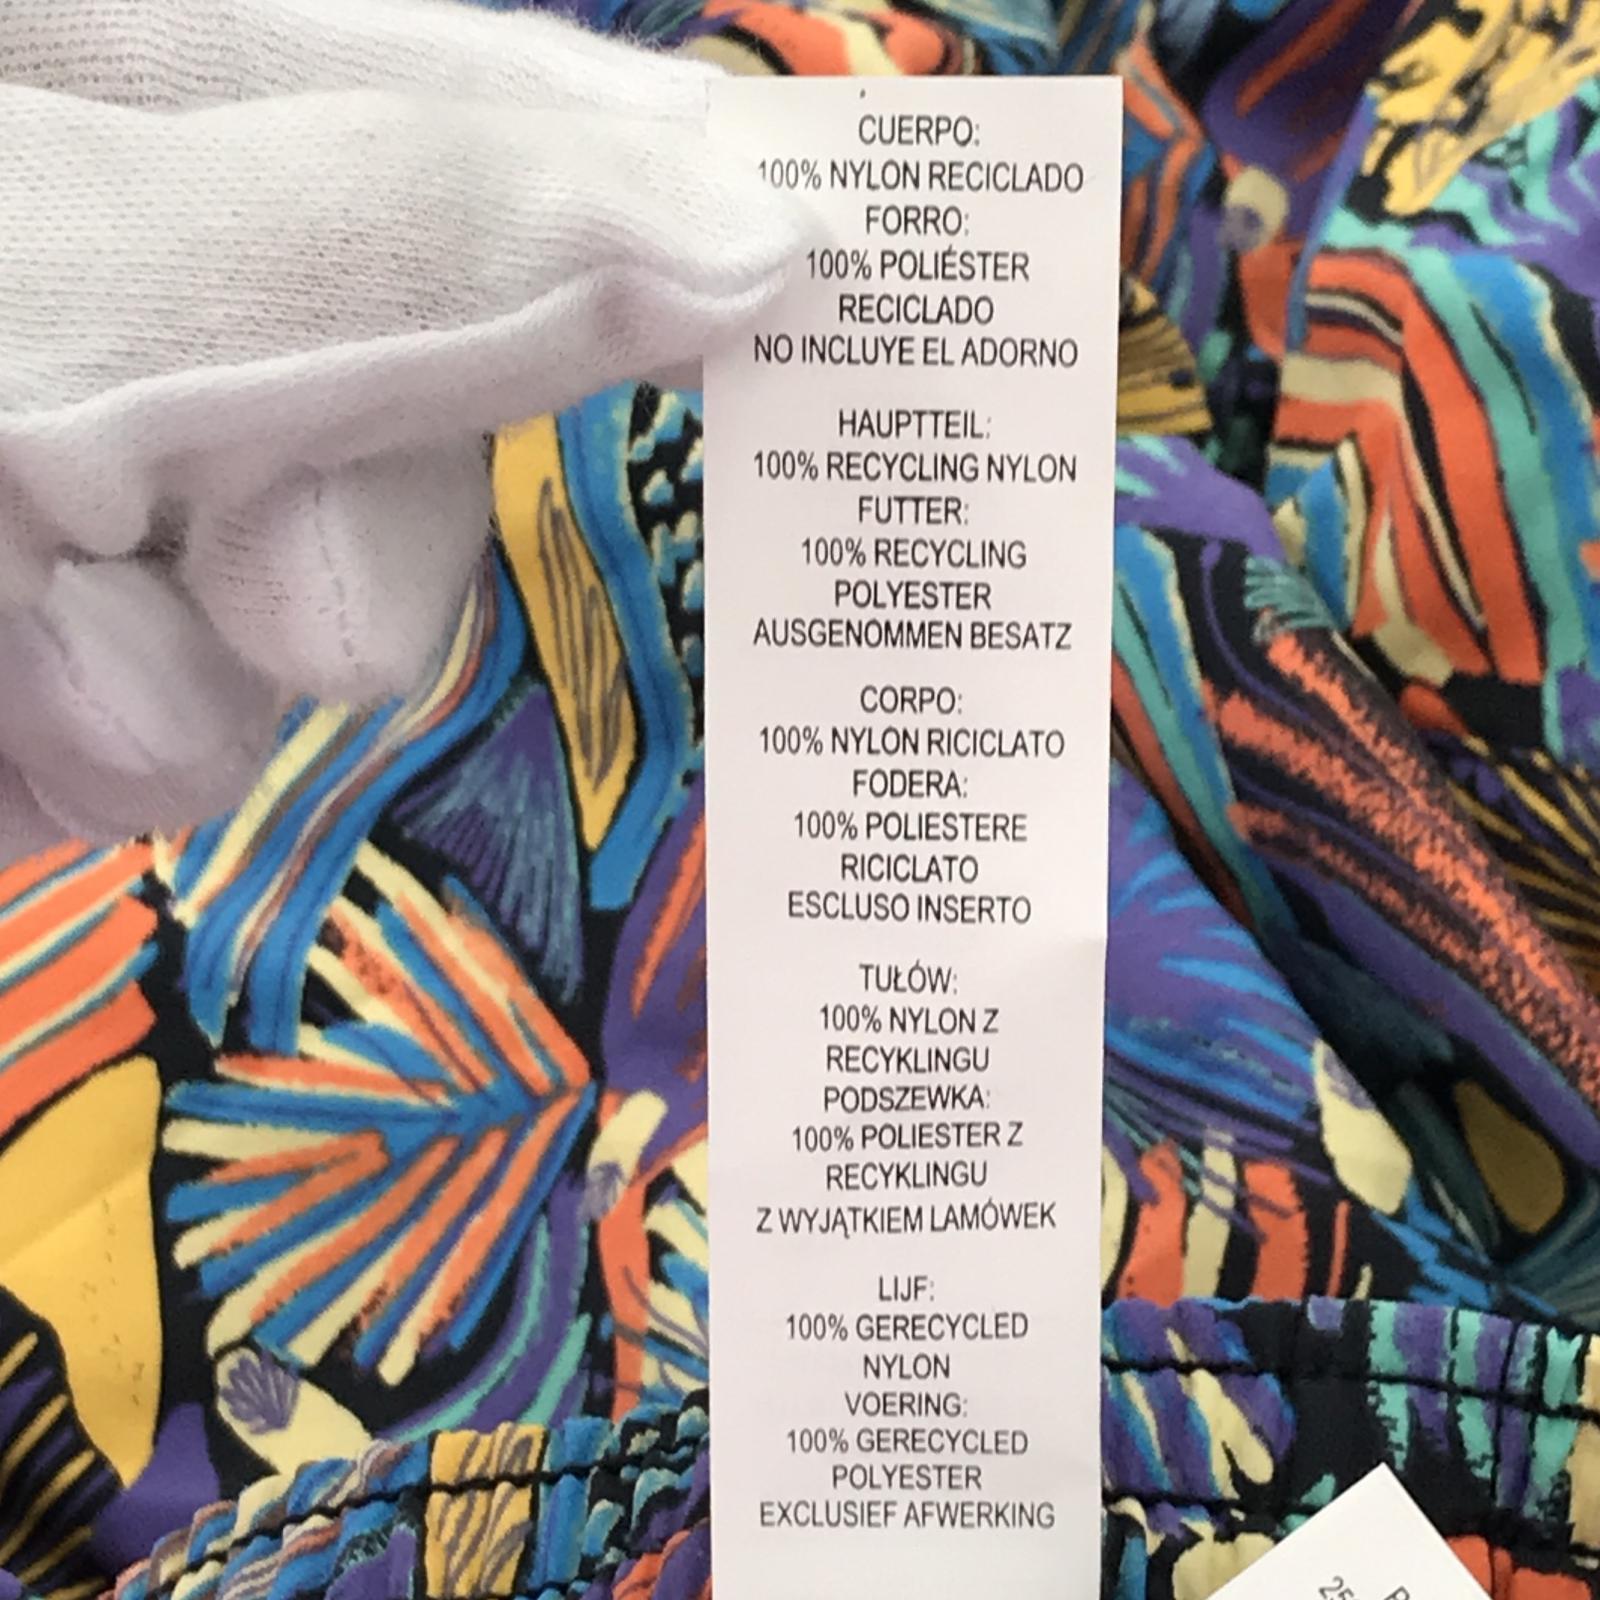 CUERPO:
100% NYLON RECICLADO
FORRO:
100% POLIÉSTER
RECICLADO
NO INCLUYE EL ADORNO
HAUPTTEIL:
100% RECYCLING NYLON
FUTTER:
100% RECYCLING
POLYESTER
AUSGENOMMEN BESATZ
CORPO:
100% NYLON RICICLATO
FODERA:
100% POLIESTERE
RICICLATO
ESCLUSO INSERTO
TUŁÓW:
100% NYLON Z
RECYKLINGU
PODSZEWKA:
100% POLIESTER Z
RECYKLINGU
Z WYJĄTKIEM LAMÓWEK
LIJF:
100% GERECYCLED
NYLON
VOERING:
100% GERECYCLED
POLYESTER
EXCLUSIEF AFWERKING